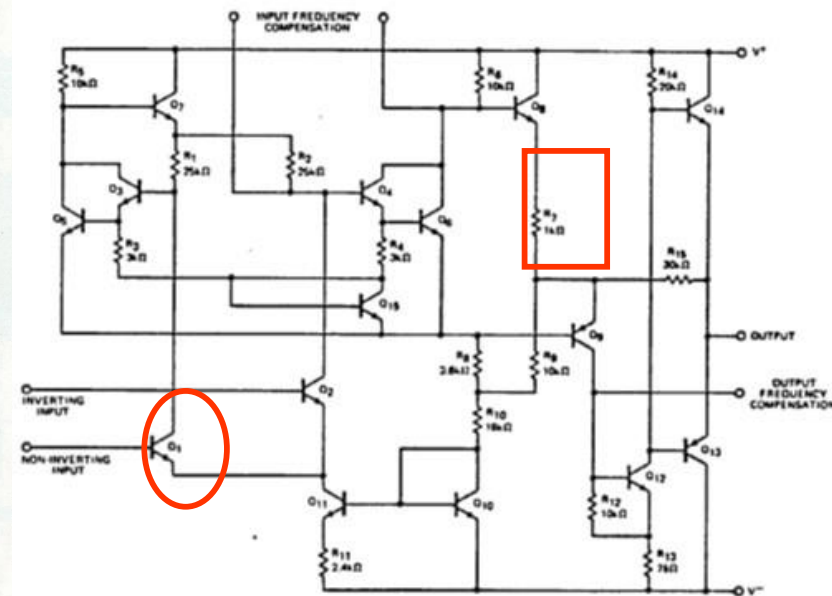 INPUT FREQUENCY
COMPENSATION
V+
R5
10kΩ
Q7
R6
10kΩ
Q8
R14
20kΩ
Q14
R1
25kΩ
R2
25kΩ
Q3
Q4
Q5
Q6
R7
1kΩ
R3
3kΩ
R4
3kΩ
R15
30kΩ
Q15
Q9
OUTPUT
R8
3.6kΩ
R9
10kΩ
OUTPUT
FREQUENCY
COMPENSATION
Q2
INVERTING
INPUT
R10
18kΩ
Q1
NON-INVERTING
INPUT
Q13
Q12
Q11
Q10
R12
10kΩ
R11
2.4kΩ
R13
75Ω
V−